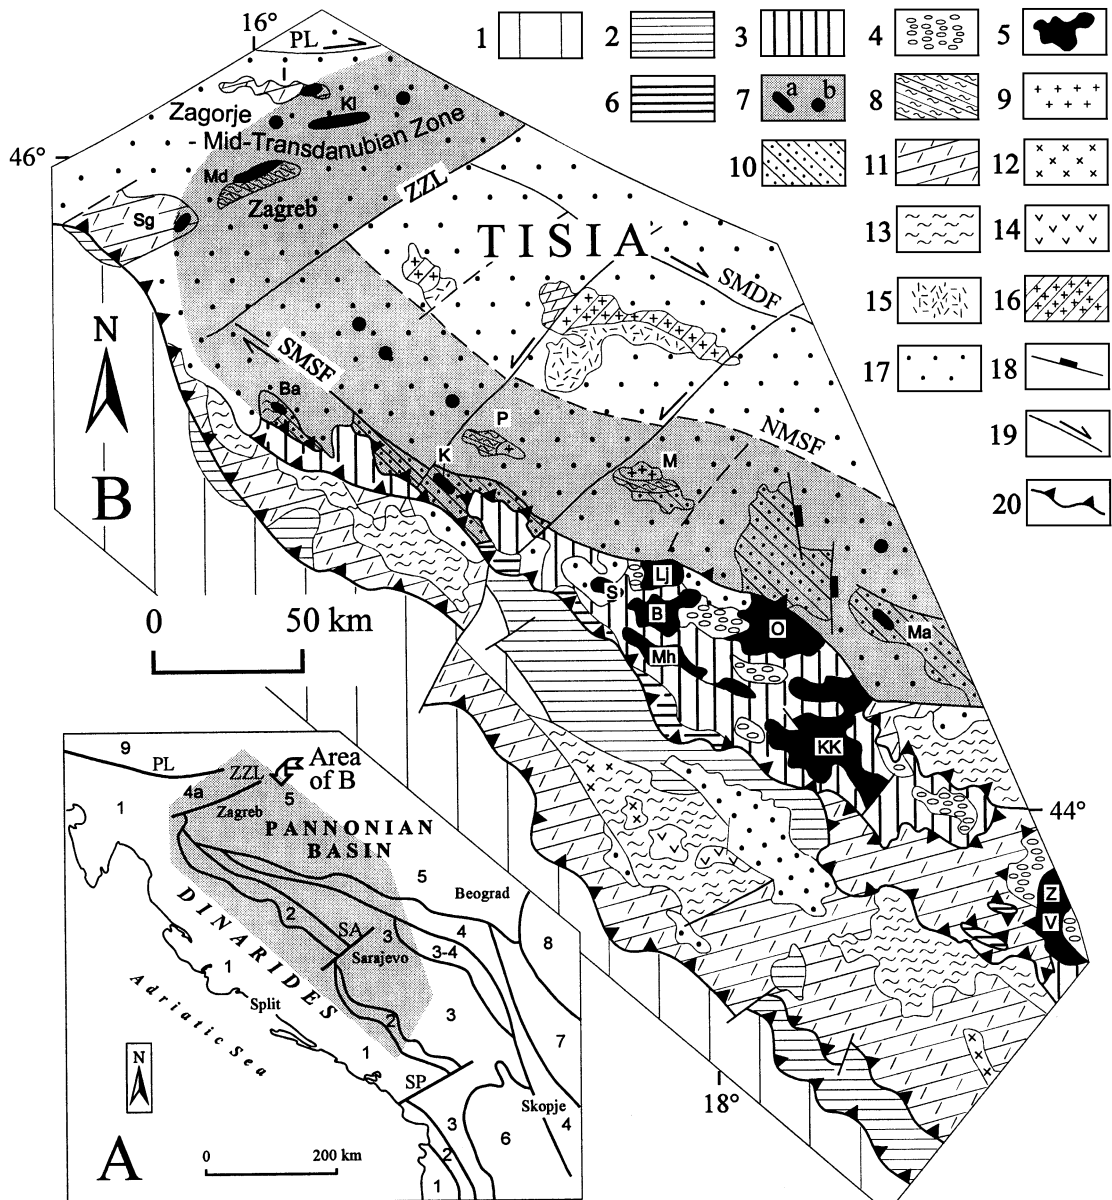 16°
PL
1
2
3
4
5
6
7
a
b
8
9
10
11
12
13
14
15
16
17
18
19
20
Kl
Zagorje
- Mid-Transdanubian Zone
46°
Md
Zagreb
Sg
ZZL
TISIA
SMDF
N
SMSF
Ba
P
K
M
NMSF
B
Lj
S
B
O
Ma
Mh
KK
0 50 km
44°
Z
V
18°
9
PL
ZZL
Area
of B
4a
5
1
Zagreb
PANNONIAN
BASIN
5
Beograd
2
SA
3
4
8
Sarajevo
3-4
DINARIDES
1
Split
2
3
Adriatic Sea
1
7
N
SP
Skopje
3
6
4
2
1
A
0 200 km